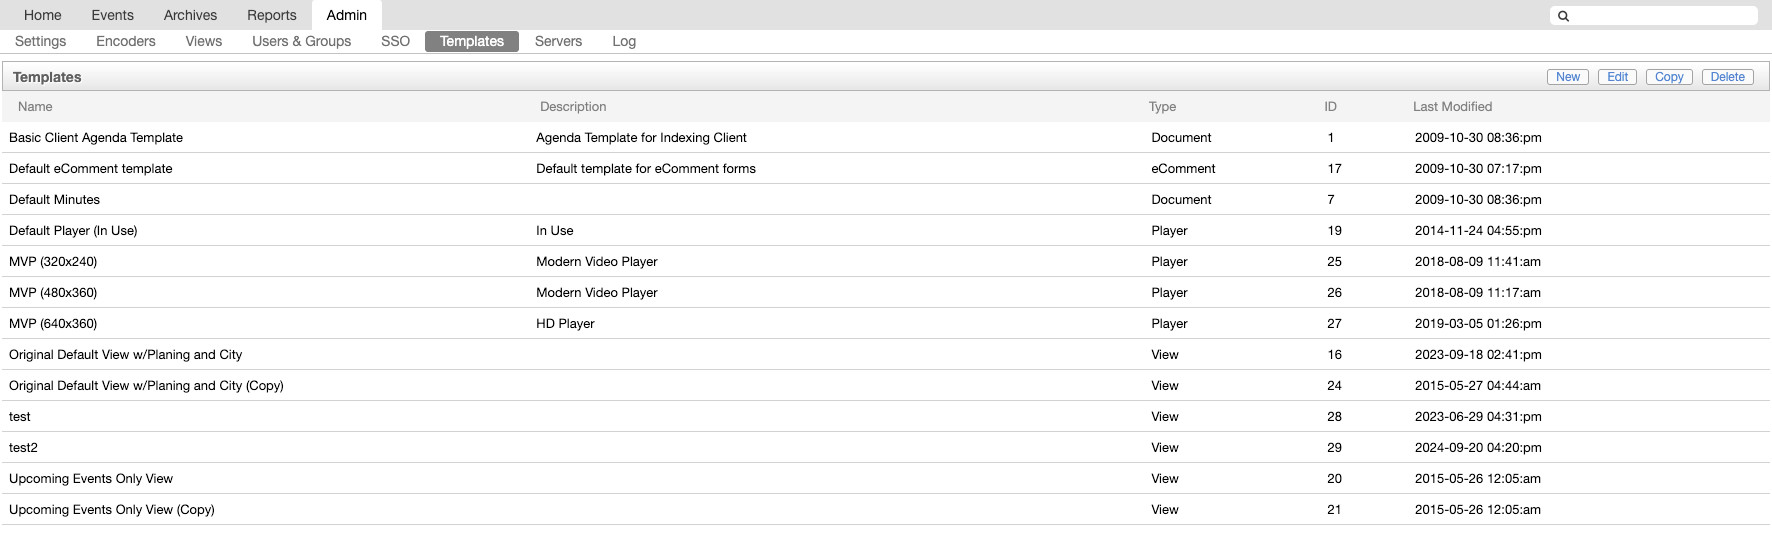 Home Events Archives Reports Admin
Settings Encoders Views Users & Groups SSO Templates Servers Log
Templates New Edit Copy Delete
Name Description Type ID Last Modified
Basic Client Agenda Template Agenda Template for Indexing Client Document 1 2009-10-30 08:36:pm
Default eComment template Default template for eComment forms eComment 17 2009-10-30 07:17:pm
Default Minutes Document 7 2009-10-30 08:36:pm
Default Player (In Use) In Use Player 19 2014-11-24 04:55:pm
MVP (320x240) Modern Video Player Player 25 2018-08-09 11:41:am
MVP (480x360) Modern Video Player Player 26 2018-08-09 11:17:am
MVP (640x360) HD Player Player 27 2019-03-05 01:26:pm
Original Default View w/Planing and City View 16 2023-09-18 02:41:pm
Original Default View w/Planing and City (Copy) View 24 2015-05-27 04:44:am
test View 28 2023-06-29 04:31:pm
test2 View 29 2024-09-20 04:20:pm
Upcoming Events Only View View 20 2015-05-26 12:05:am
Upcoming Events Only View (Copy) View 21 2015-05-26 12:05:am